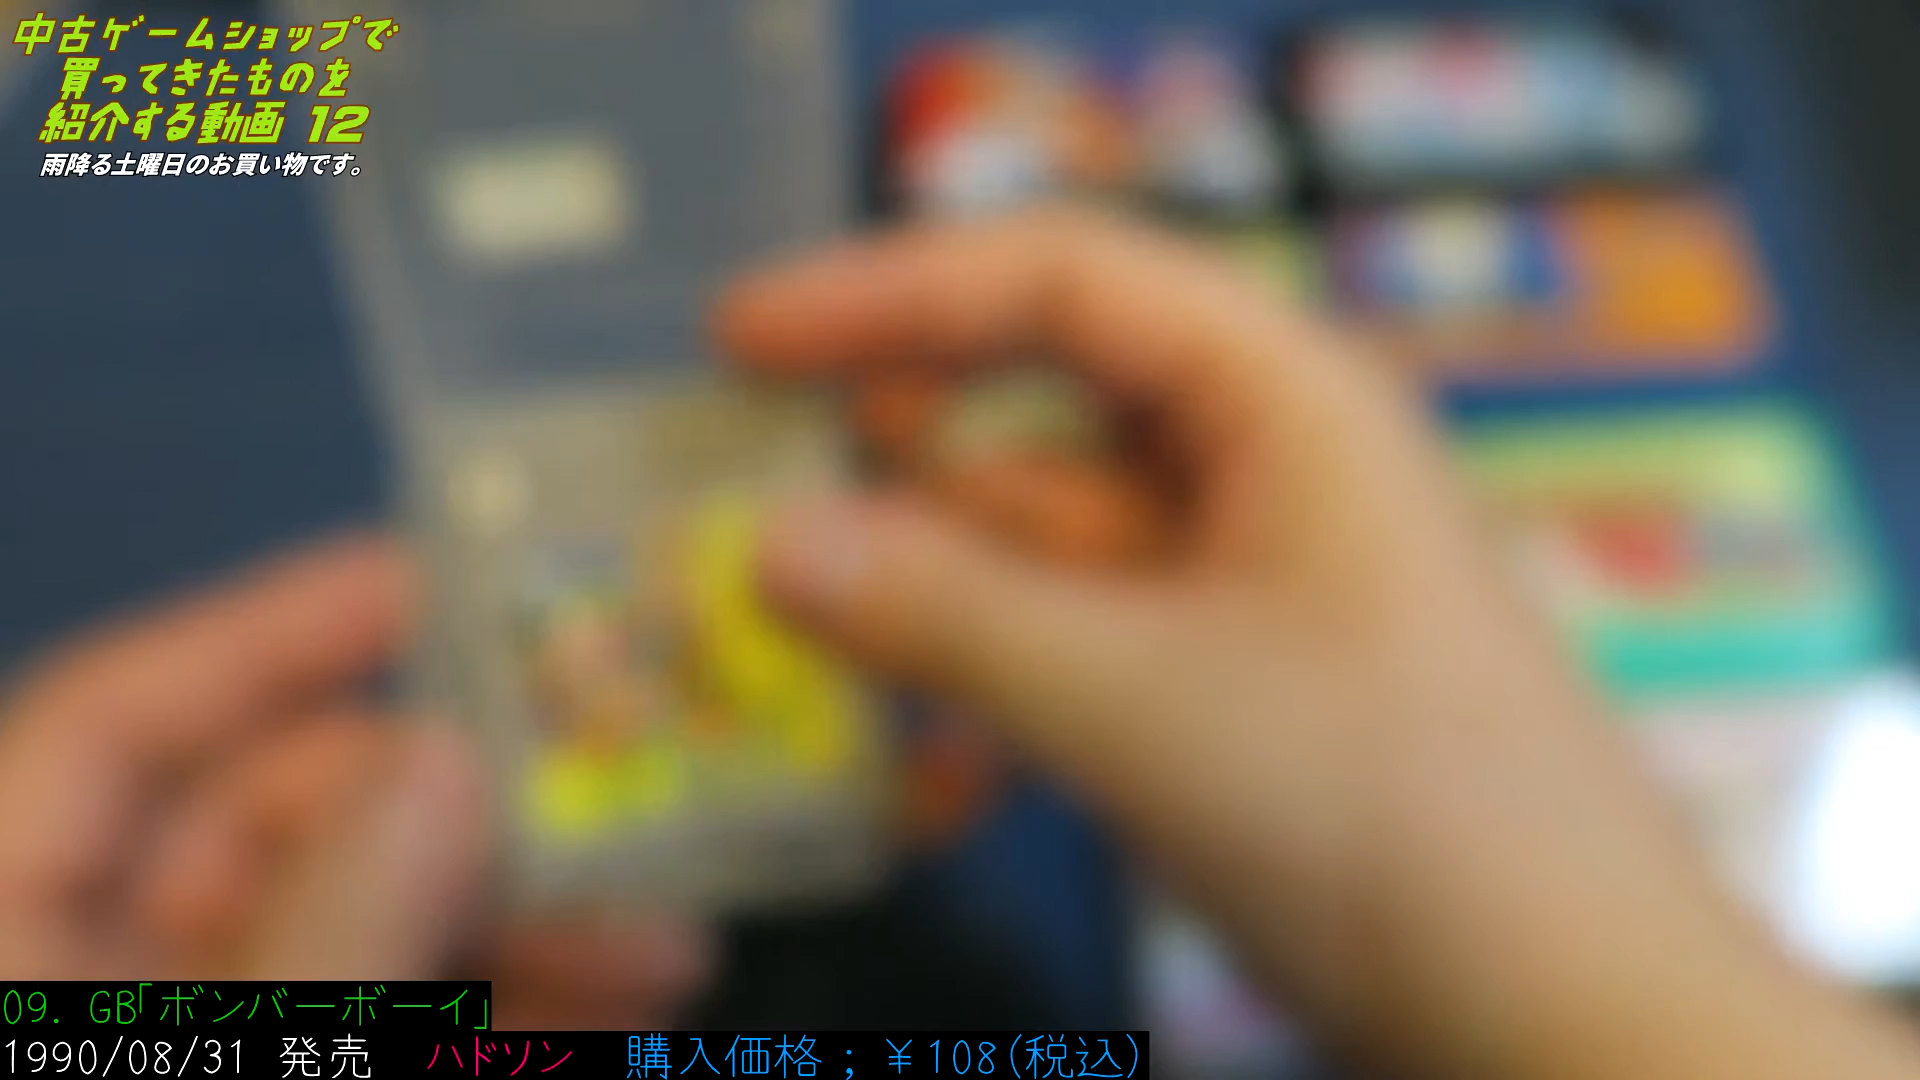 中古ゲームショップで
買ってきたものを
紹介する動画 12
雨降る土曜日のお買い物です。
09. GB「ボンバーボーイ」
1990/08/31 発売 ハドソン 購入価格；￥108(税込)